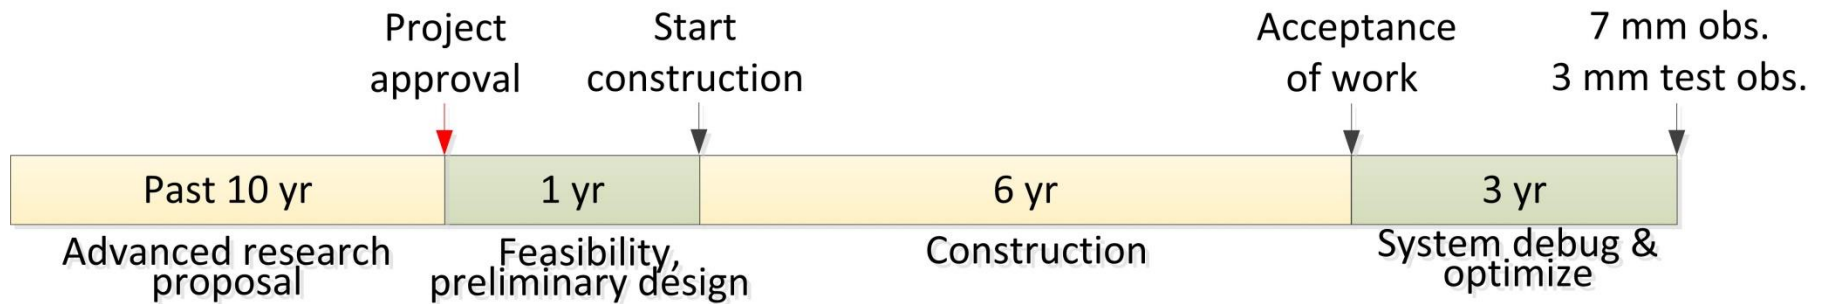 Project
approval
Start
construction
Acceptance
of work
7 mm obs.
3 mm test obs.
Past 10 yr
1 yr
6 yr
3 yr
Advanced research
proposal
Feasibility,
preliminary design
Construction
System debug &
optimize